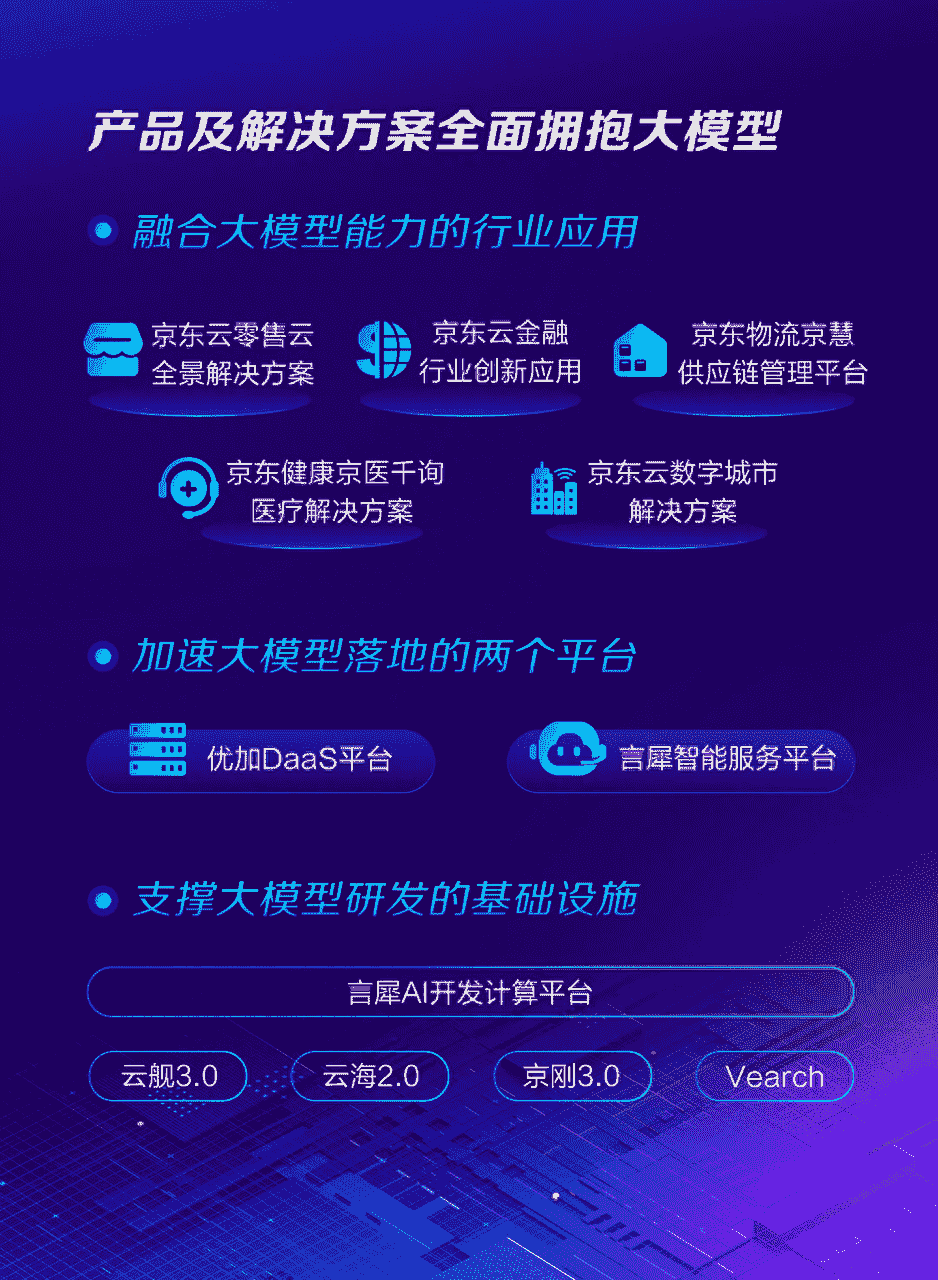 产品及解决方案全面拥抱大模型
融合大模型能力的行业应用
京东云零售云
全景解决方案
京东云金融
行业创新应用
京东物流京慧
供应链管理平台
京东健康京医千询
医疗解决方案
京东云数字城市
解决方案
加速大模型落地的两个平台
优加DaaS平台
言犀智能服务平台
支撑大模型研发的基础设施
言犀AI开发计算平台
云舰3.0
云海2.0
京刚3.0
Vearch